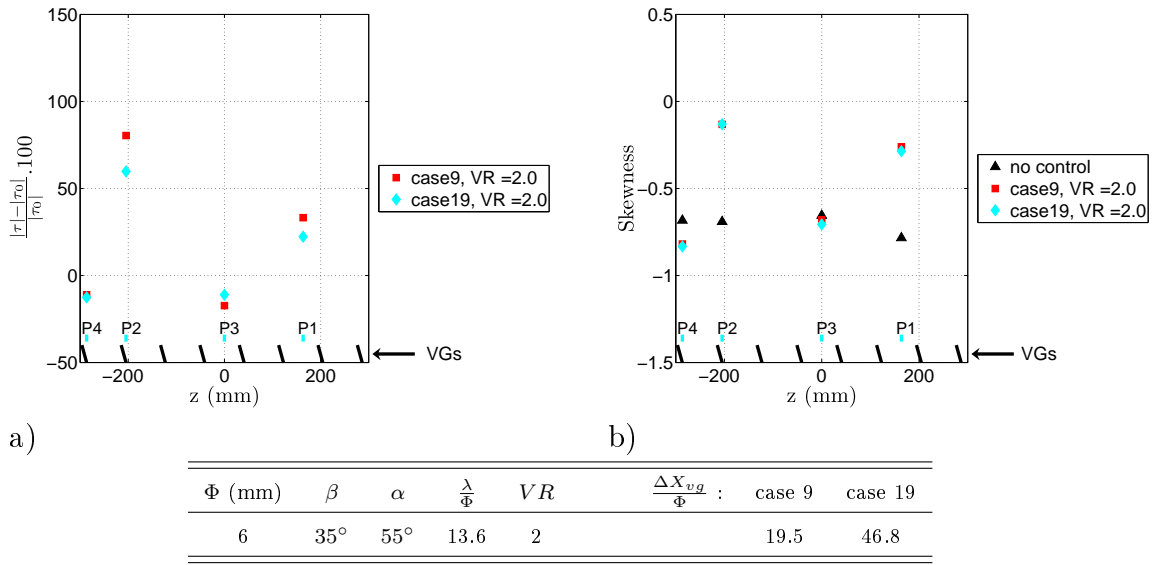 150
100
50
0
−50
|τ|−|τ₀| / |τ₀| .100
−200
0
200
z (mm)
P4
P2
P3
P1
VGs
case9, VR =2.0
case19, VR =2.0
a)
0.5
0
−0.5
−1
−1.5
Skewness
−200
0
200
z (mm)
P4
P2
P3
P1
VGs
no control
case9, VR =2.0
case19, VR =2.0
b)
Φ (mm) β α λ/Φ VR ΔX_vg/Φ : case 9 case 19
6 35° 55° 13.6 2 19.5 46.8